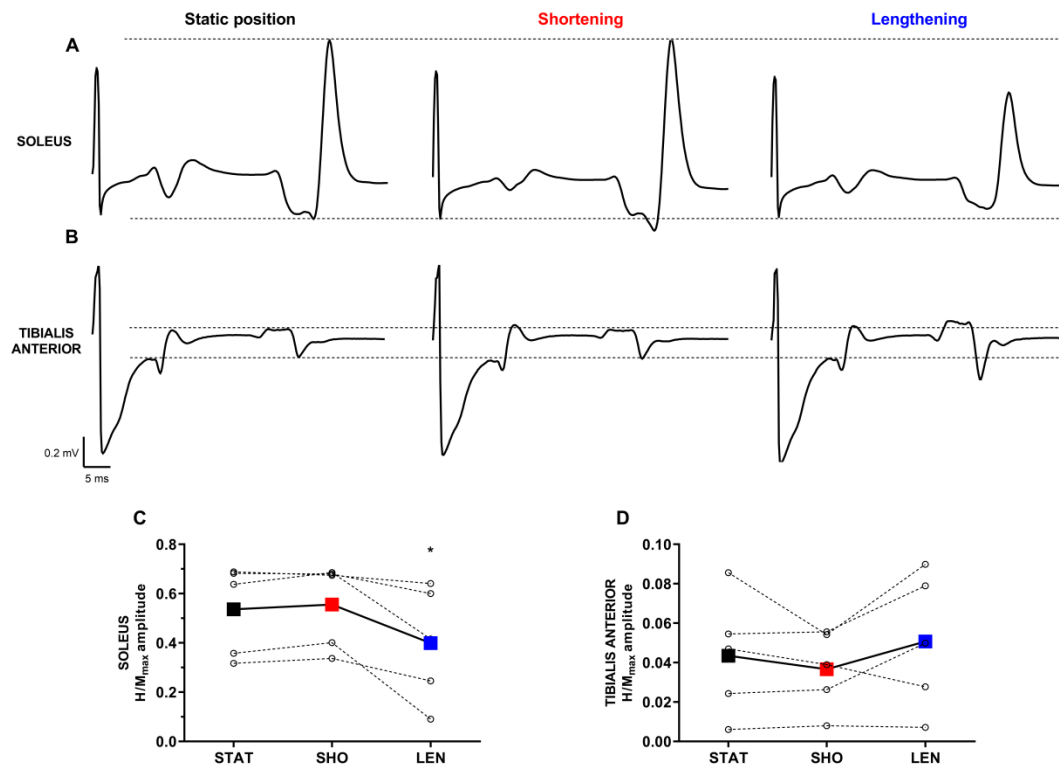 Static position
Shortening
Lengthening
A
SOLEUS
B
TIBIALIS
ANTERIOR
0.2 mV
5 ms
C
SOLEUS
H/Mmax amplitude
0.8
0.6
0.4
0.2
0.0
*
STAT
SHO
LEN
D
TIBIALIS ANTERIOR
H/Mmax amplitude
0.10
0.08
0.06
0.04
0.02
0.00
STAT
SHO
LEN